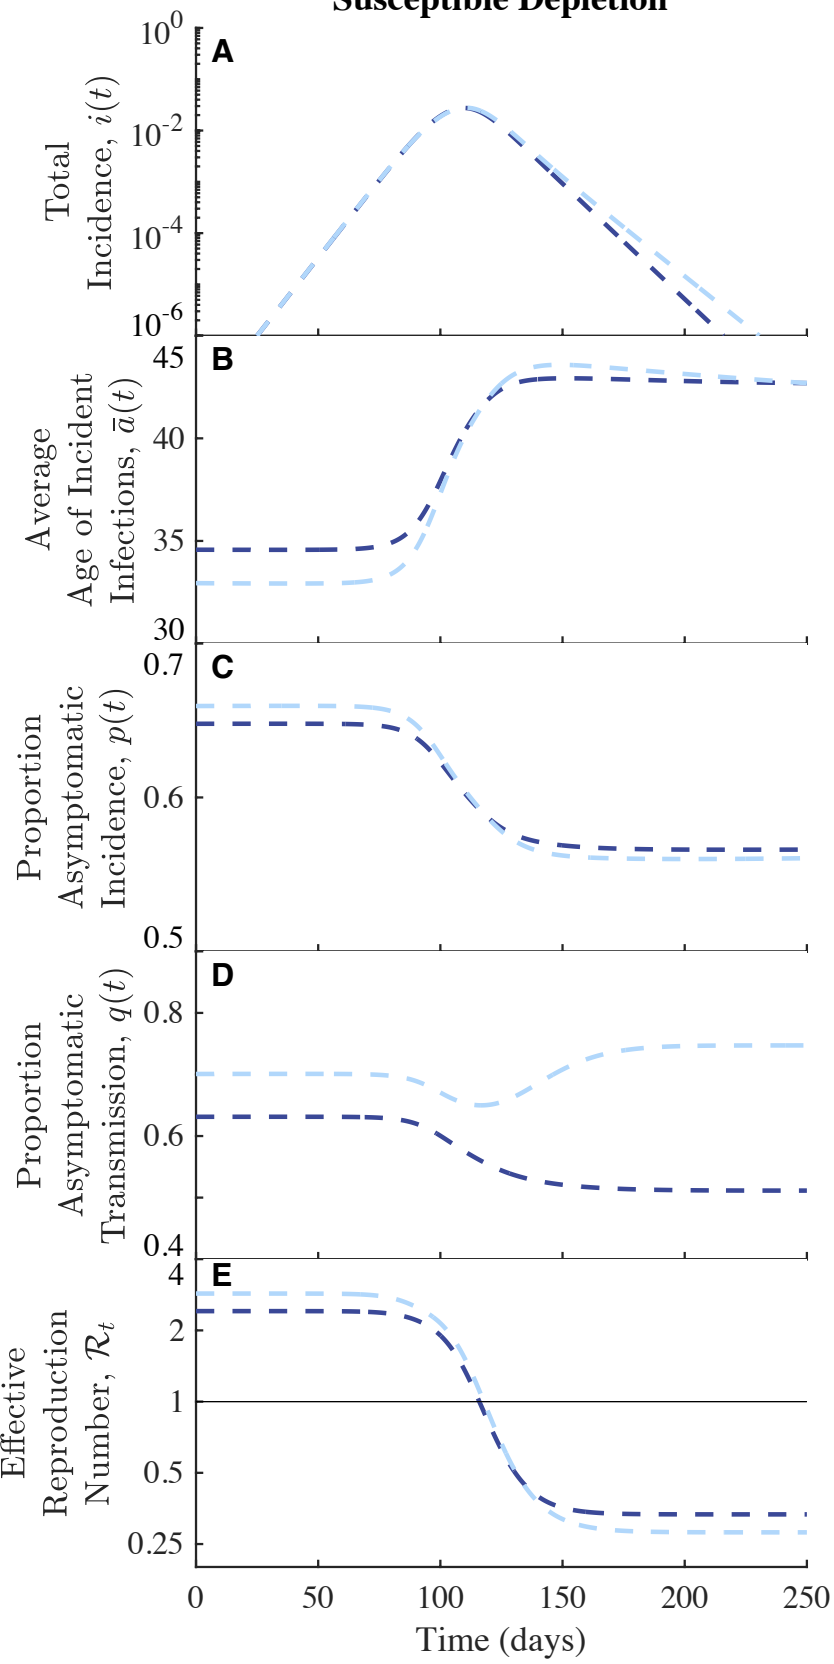 Susceptible Depletion
A
10^0
10^-2
10^-4
10^-6
Total
Incidence, i(t)
B
45
40
35
30
Average
Age of Incident
Infections, ā(t)
C
0.7
0.6
0.5
Proportion
Asymptomatic
Incidence, p(t)
D
0.8
0.6
0.4
Proportion
Asymptomatic
Transmission, q(t)
E
4
2
1
0.5
0.25
Effective
Reproduction
Number, ℛ_t
0 50 100 150 200 250
Time (days)